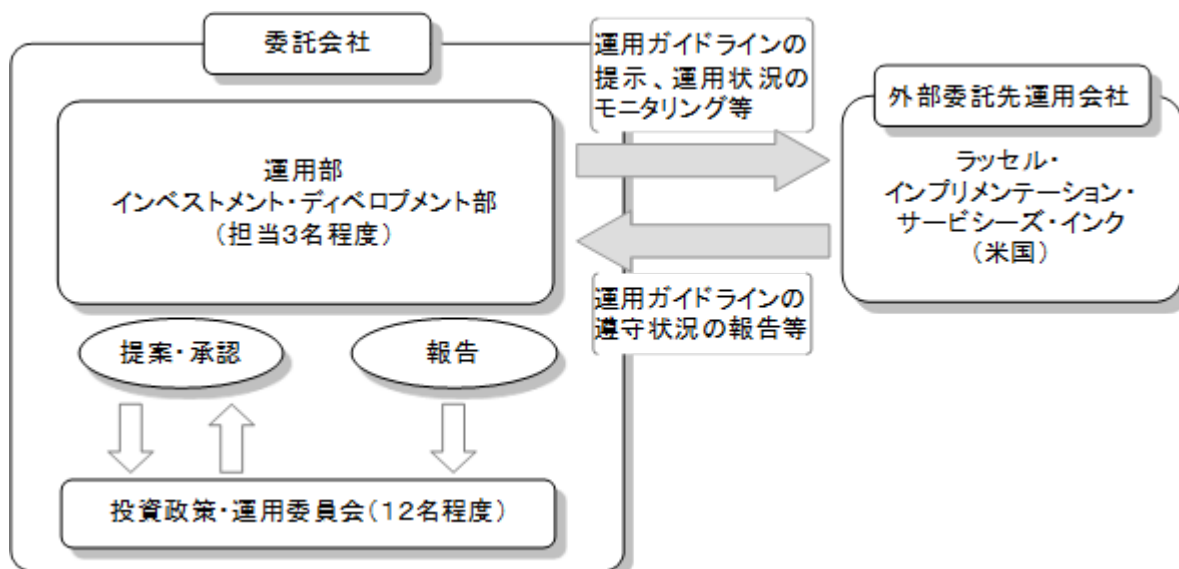 委託会社
運用ガイドラインの
提示、運用状況の
モニタリング等
外部委託先運用会社
運用部
インベストメント・ディベロプメント部
(担当3名程度)
ラッセル・
インプリメンテーション・
サービシーズ・インク
(米国)
運用ガイドラインの
遵守状況の報告等
提案・承認
報告
投資政策・運用委員会(12名程度)